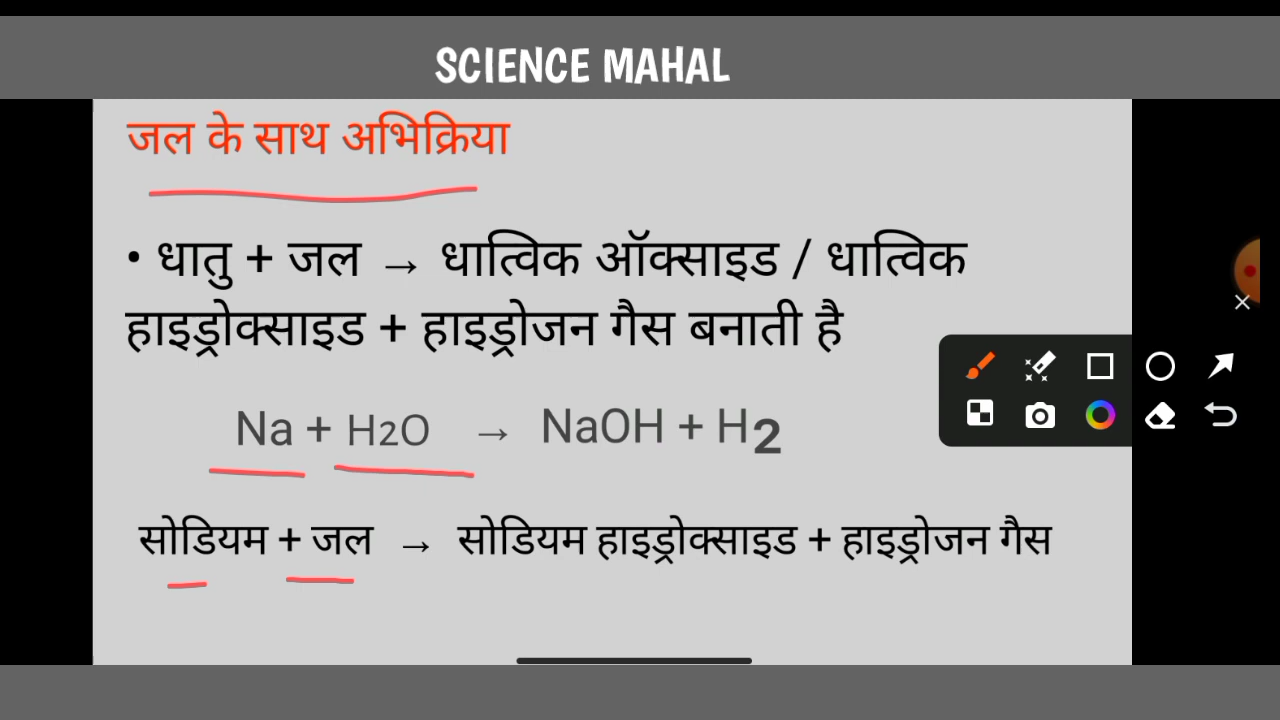 SCIENCE MAHAL
जल के साथ अभिक्रिया
• धातु + जल → धात्विक ऑक्साइड / धात्विक
हाइड्रोक्साइड + हाइड्रोजन गैस बनाती है
Na + H2O → NaOH + H2
सोडियम + जल → सोडियम हाइड्रोक्साइड + हाइड्रोजन गैस